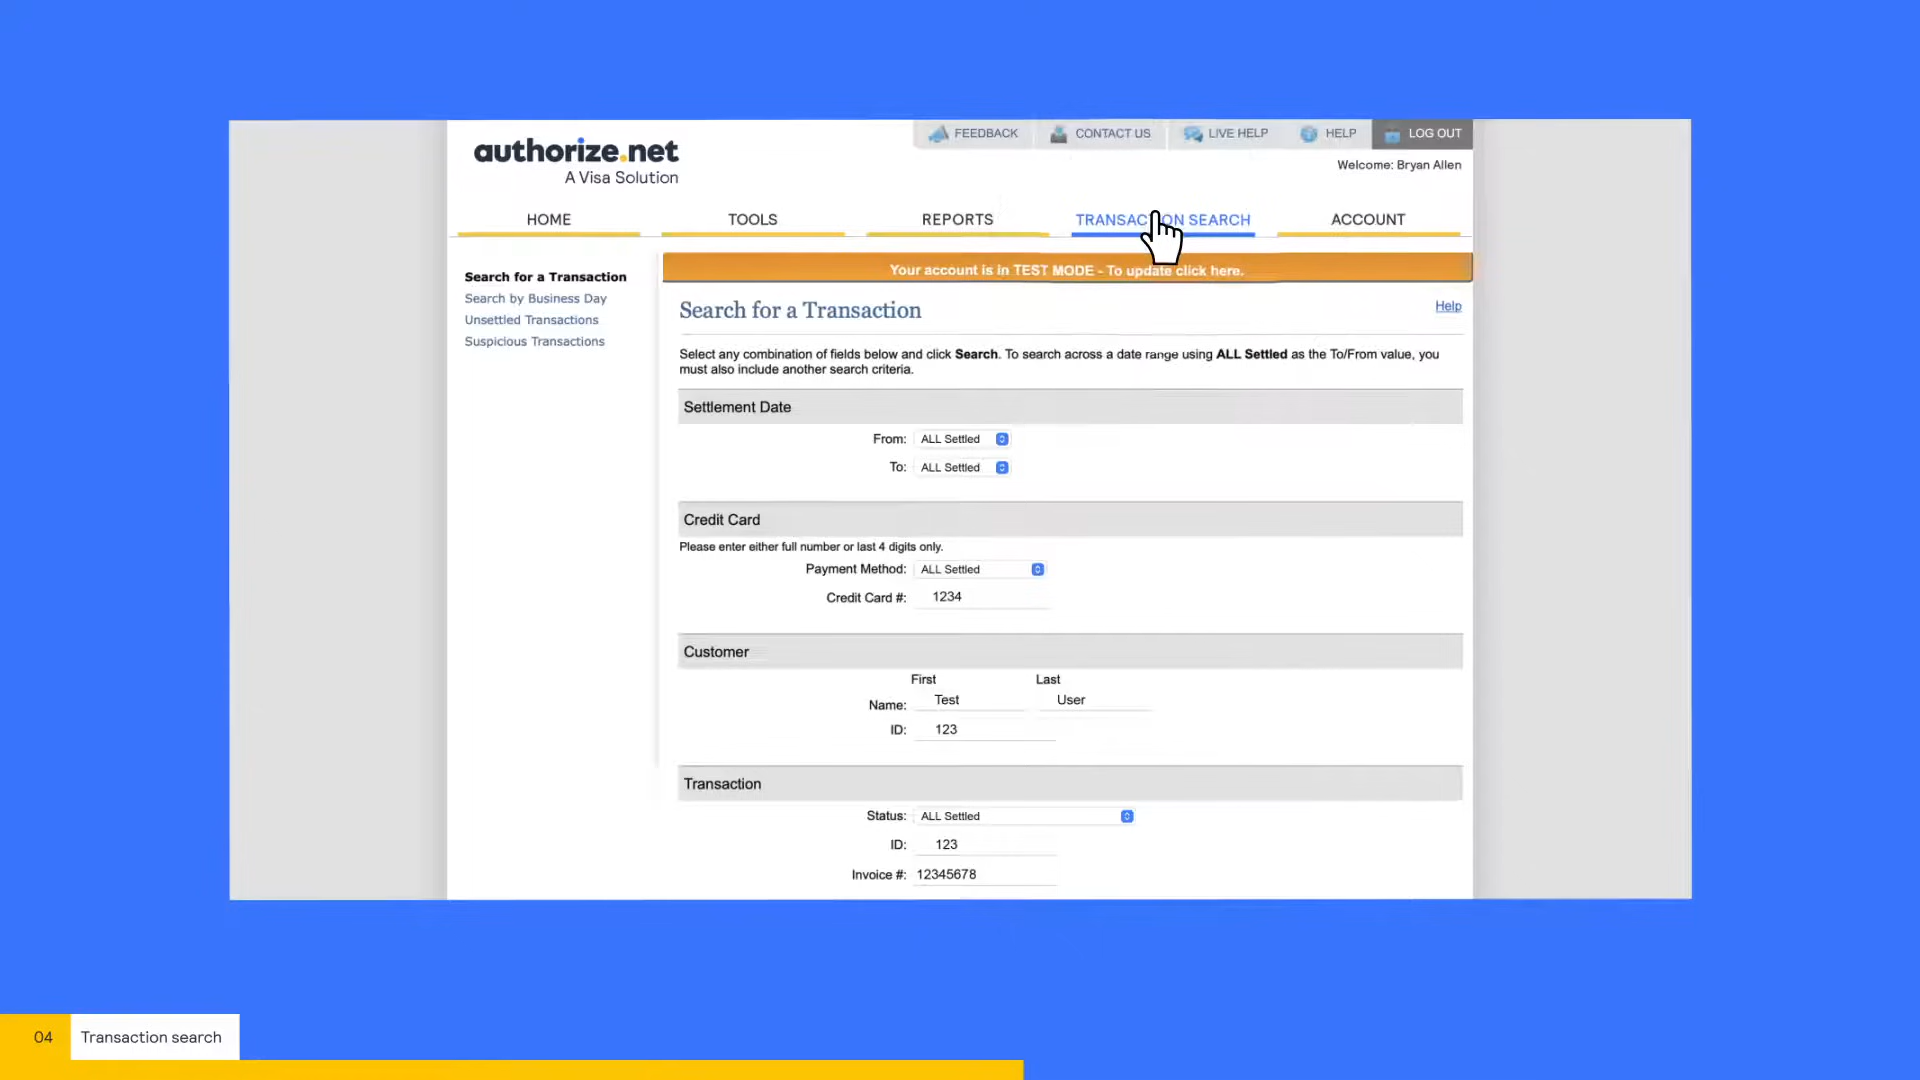 authorize.net
A Visa Solution
FEEDBACK
CONTACT US
LIVE HELP
HELP
LOG OUT
Welcome: Bryan Allen
HOME
TOOLS
REPORTS
TRANSACTION SEARCH
ACCOUNT
Search for a Transaction
Search by Business Day
Unsettled Transactions
Suspicious Transactions
Your account is in TEST MODE - To update click here.
Search for a Transaction
Help
Select any combination of fields below and click Search. To search across a date range using ALL Settled as the To/From value, you
must also include another search criteria.
Settlement Date
From: ALL Settled
To: ALL Settled
Credit Card
Please enter either full number or last 4 digits only.
Payment Method: ALL Settled
Credit Card #: 1234
Customer
First Last
Name: Test User
ID: 123
Transaction
Status: ALL Settled
ID: 123
Invoice #: 12345678
04 Transaction search